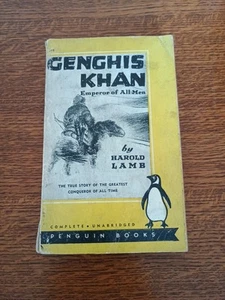 GENGHIS
KHAN
Emperor of All Men
by
HAROLD
LAMB
THE TRUE STORY OF THE GREATEST
CONQUEROR OF ALL TIME
COMPLETE • UNABRIDGED
PENGUIN BOOKS